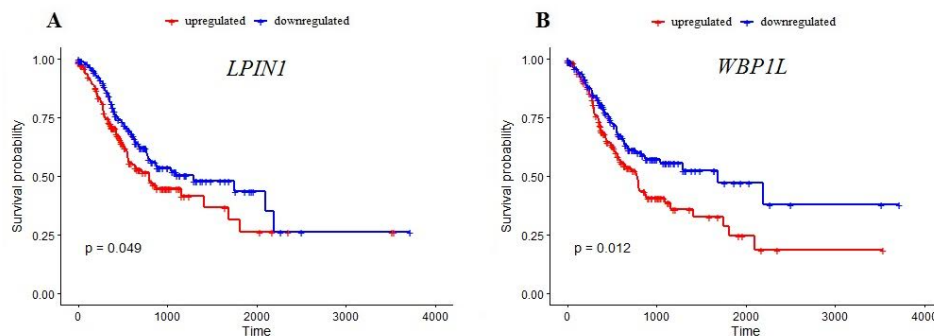 A
upregulated downregulated
LPIN1
Survival probability
1.00
0.75
0.50
0.25
0.00
p = 0.049
0 1000 2000 3000 4000
Time
B
upregulated downregulated
WBP1L
Survival probability
1.00
0.75
0.50
0.25
0.00
p = 0.012
0 1000 2000 3000 4000
Time